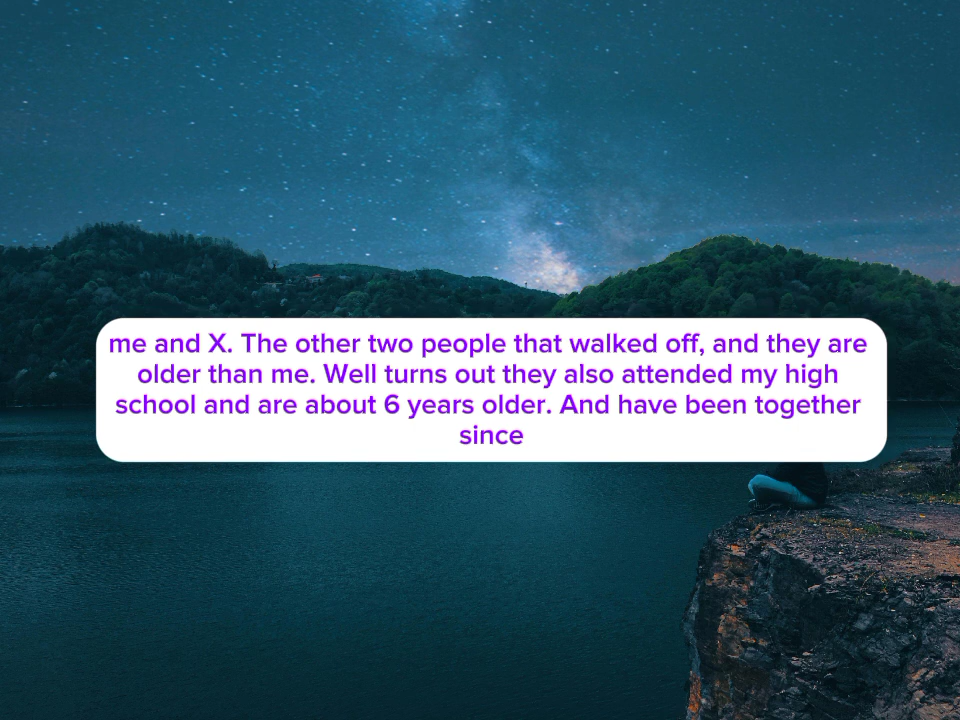 me and X. The other two people that walked off, and they are
older than me. Well turns out they also attended my high
school and are about 6 years older. And have been together
since